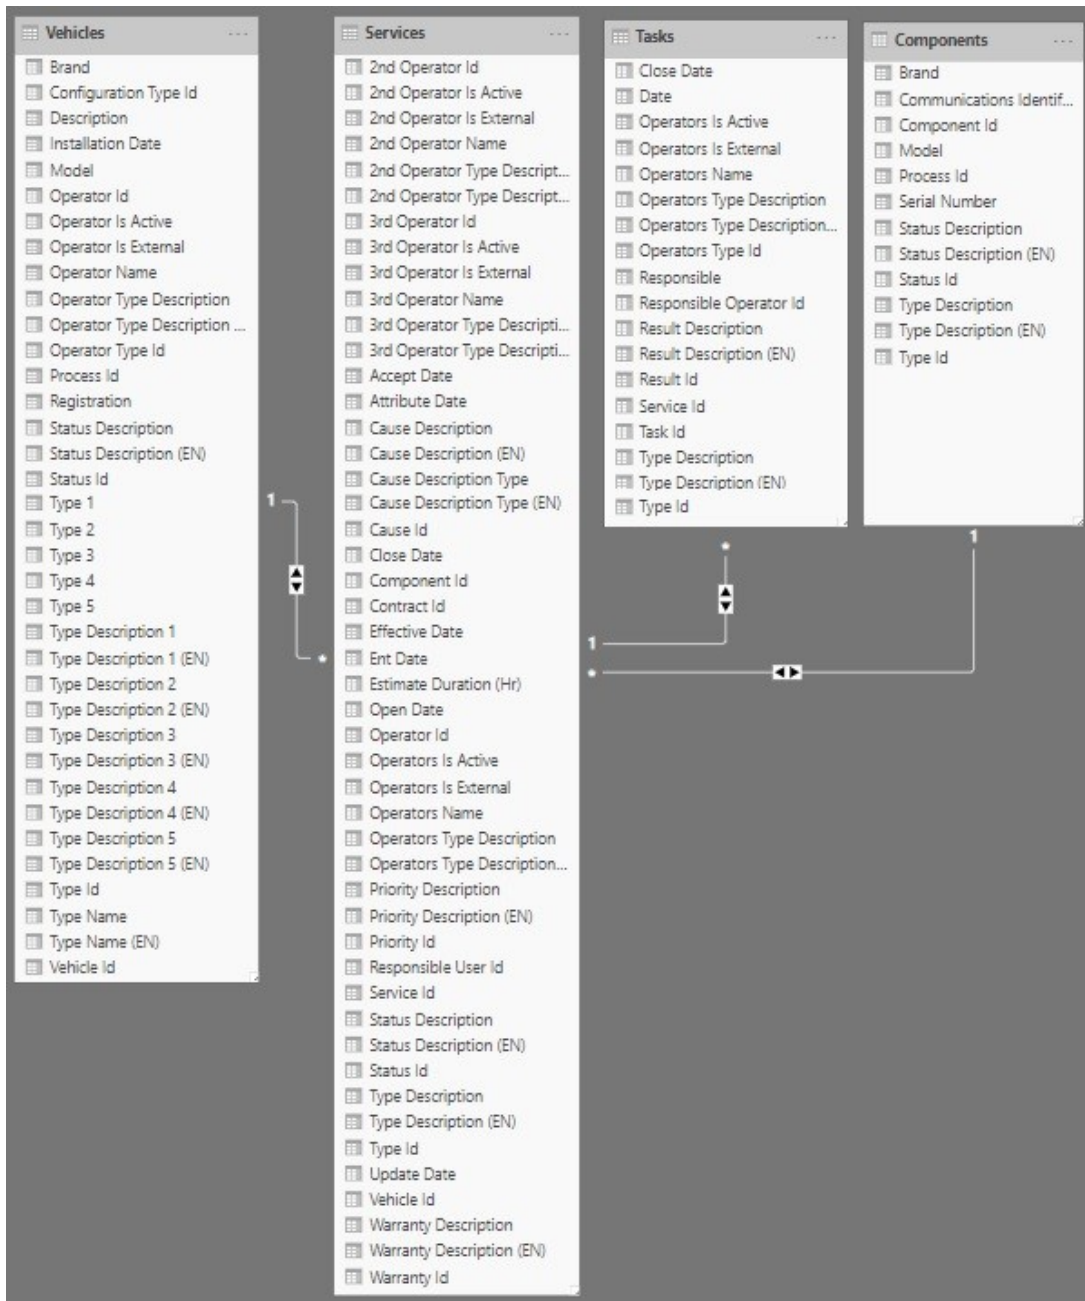 Vehicles
Brand
Configuration Type Id
Description
Installation Date
Model
Operator Id
Operator Is Active
Operator Is External
Operator Name
Operator Type Description
Operator Type Description ...
Operator Type Id
Process Id
Registration
Status Description
Status Description (EN)
Status Id
Type 1
Type 2
Type 3
Type 4
Type 5
Type Description 1
Type Description 1 (EN)
Type Description 2
Type Description 2 (EN)
Type Description 3
Type Description 3 (EN)
Type Description 4
Type Description 4 (EN)
Type Description 5
Type Description 5 (EN)
Type Id
Type Name
Type Name (EN)
Vehicle Id
1
*
Services
2nd Operator Id
2nd Operator Is Active
2nd Operator Is External
2nd Operator Name
2nd Operator Type Descript...
2nd Operator Type Descript...
3rd Operator Id
3rd Operator Is Active
3rd Operator Is External
3rd Operator Name
3rd Operator Type Descripti...
3rd Operator Type Descripti...
Accept Date
Attribute Date
Cause Description
Cause Description (EN)
Cause Description Type
Cause Description Type (EN)
Cause Id
Close Date
Component Id
Contract Id
Effective Date
Ent Date
Estimate Duration (Hr)
Open Date
Operator Id
Operators Is Active
Operators Is External
Operators Name
Operators Type Description
Operators Type Description...
Priority Description
Priority Description (EN)
Priority Id
Responsible User Id
Service Id
Status Description
Status Description (EN)
Status Id
Type Description
Type Description (EN)
Type Id
Update Date
Vehicle Id
Warranty Description
Warranty Description (EN)
Warranty Id
Tasks
Close Date
Date
Operators Is Active
Operators Is External
Operators Name
Operators Type Description
Operators Type Description...
Operators Type Id
Responsible
Responsible Operator Id
Result Description
Result Description (EN)
Result Id
Service Id
Task Id
Type Description
Type Description (EN)
Type Id
*
1
*
Components
Brand
Communications Identif...
Component Id
Model
Process Id
Serial Number
Status Description
Status Description (EN)
Status Id
Type Description
Type Description (EN)
Type Id
1